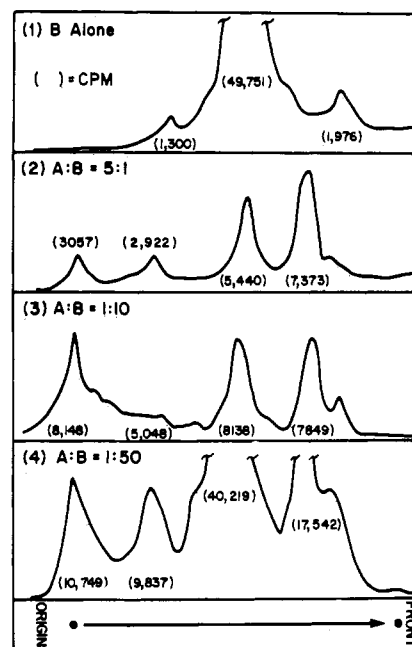 (1) B Alone
( ) = CPM
(49,751)
(1,300)
(1,976)
(2) A:B = 5:1
(3057)
(2,922)
(5,440)
(7,373)
(3) A:B = 1:10
(8,148)
(5,048)
(8138)
(7849)
(4) A:B = 1:50
(40,219)
(17,542)
(10,749)
(9,837)
ORIGIN
FRONT